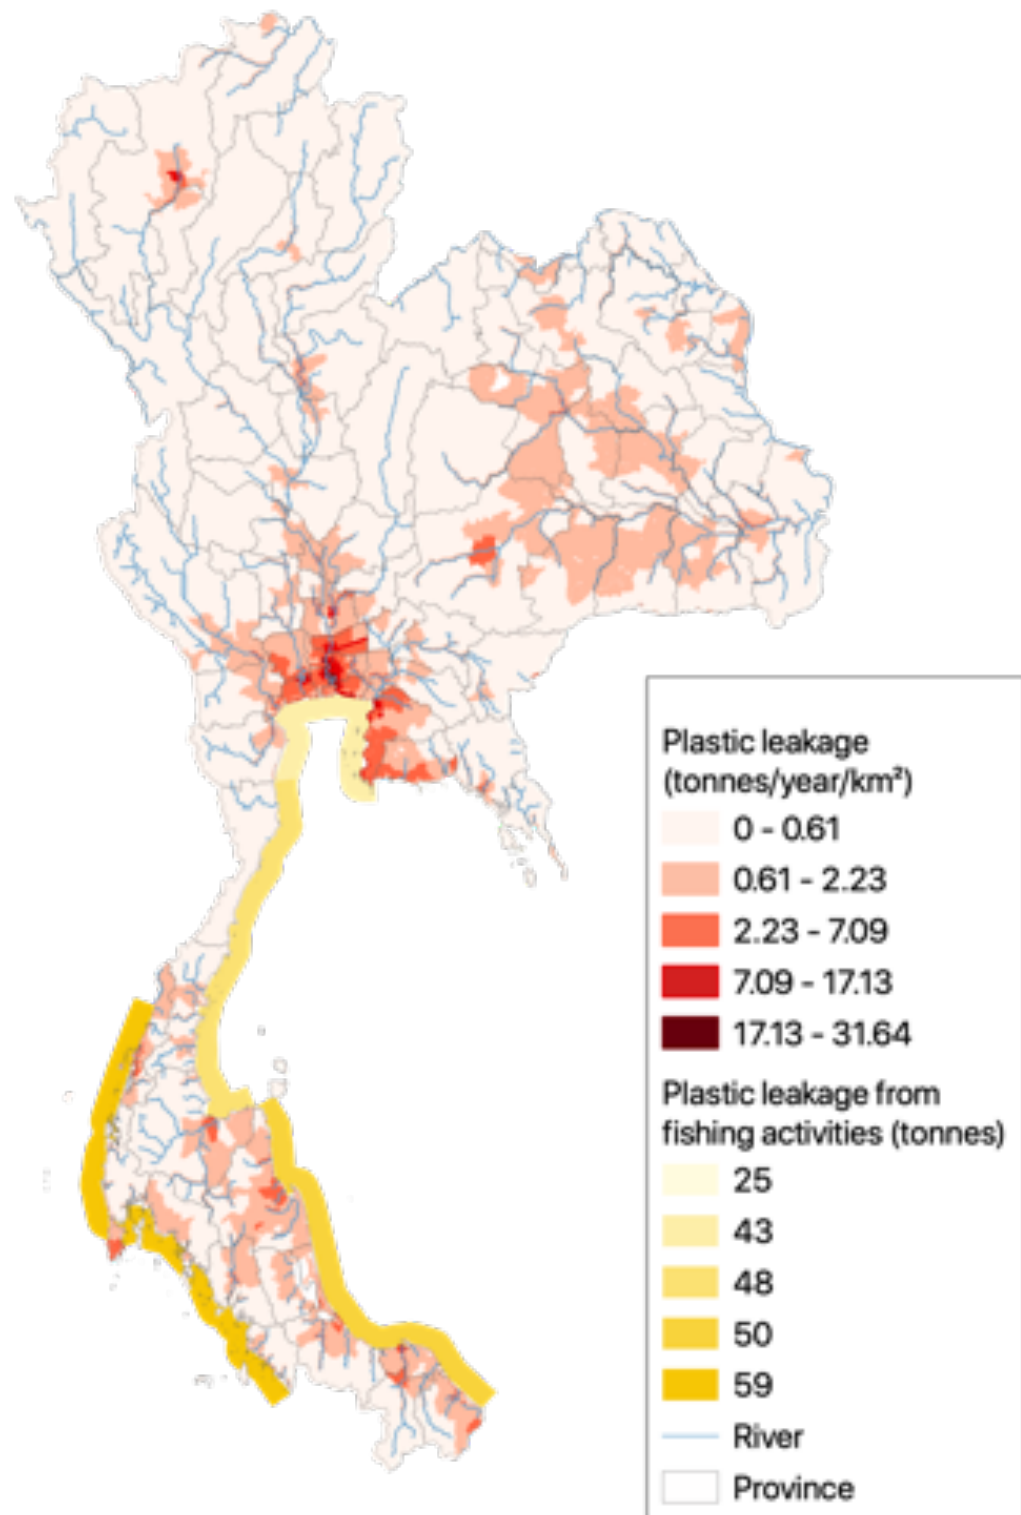 Plastic leakage
(tonnes/year/km²)
0 - 0.61
0.61 - 2.23
2.23 - 7.09
7.09 - 17.13
17.13 - 31.64
Plastic leakage from
fishing activities (tonnes)
25
43
48
50
59
River
Province